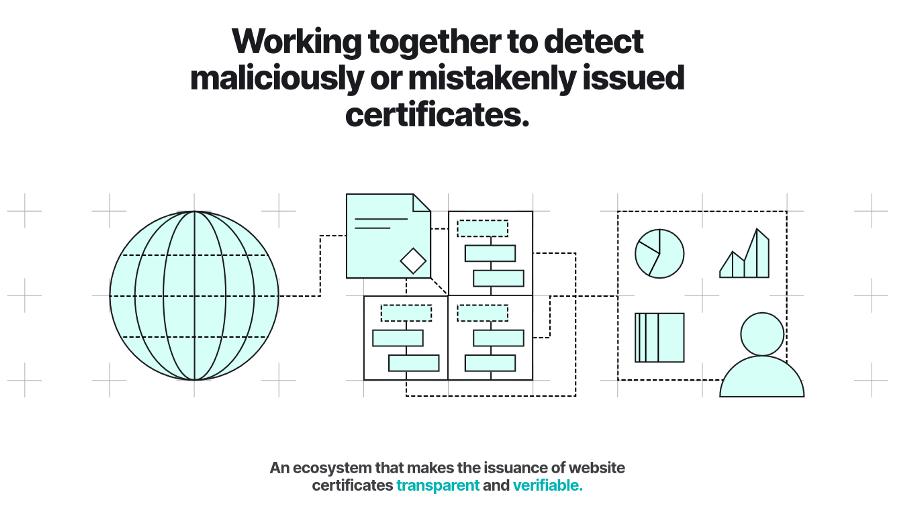 Working together to detect
maliciously or mistakenly issued
certificates.
An ecosystem that makes the issuance of website
certificates transparent and verifiable.